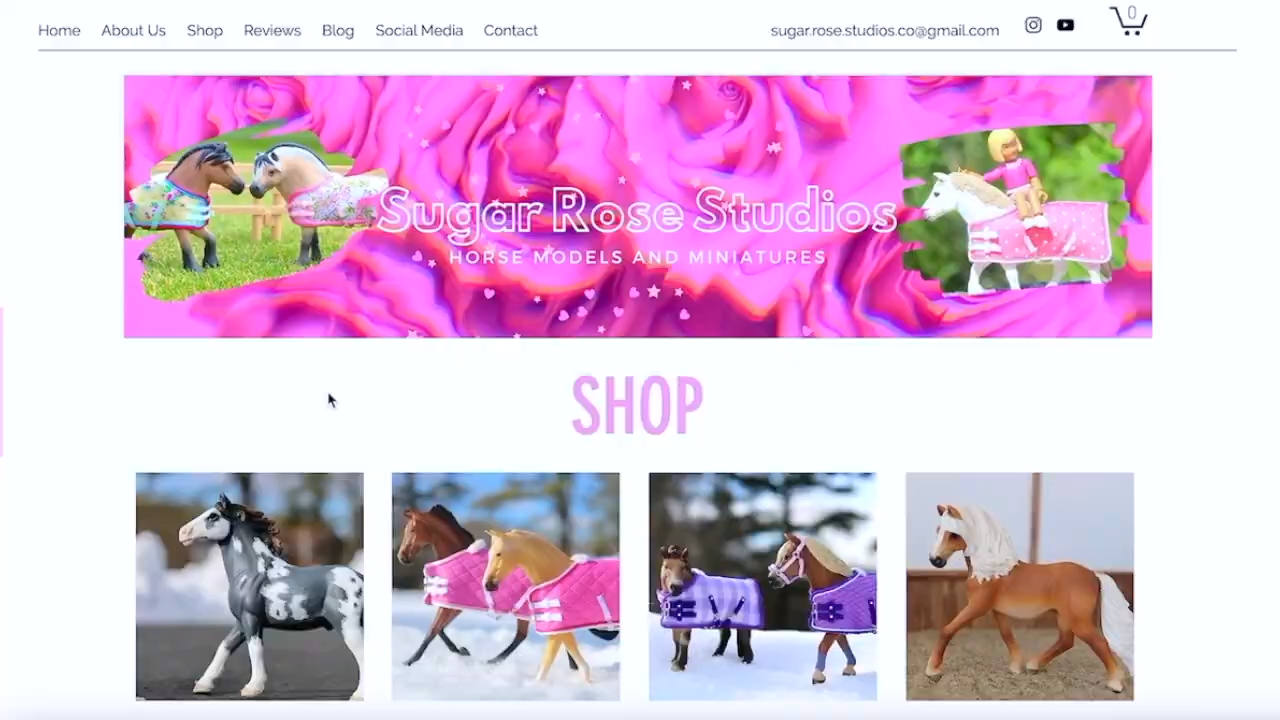 Home About Us Shop Reviews Blog Social Media Contact sugar.rose.studios.co@gmail.com 0
Sugar Rose Studios
HORSE MODELS AND MINIATURES
SHOP